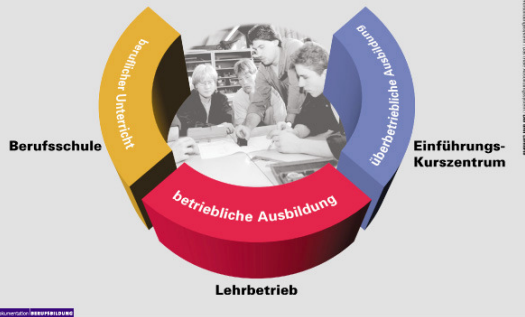 beruflicher Unterricht
überbetriebliche Ausbildung
Berufsschule
Einführungs-
Kurszentrum
betriebliche Ausbildung
Lehrbetrieb
BERUFSBILDUNG